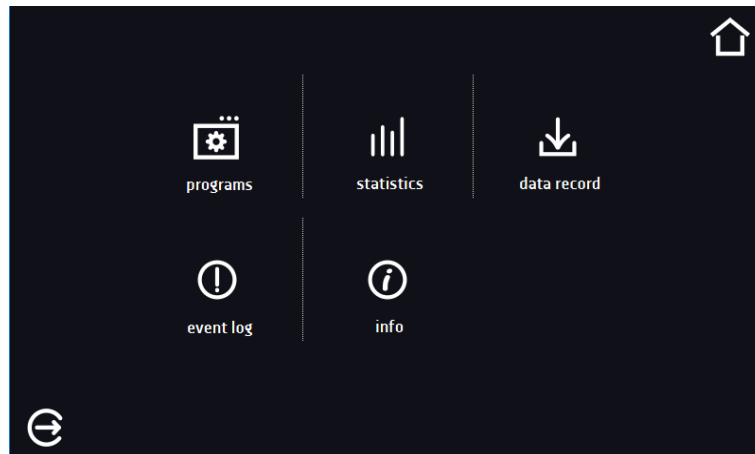 programs
statistics
data record
event log
info